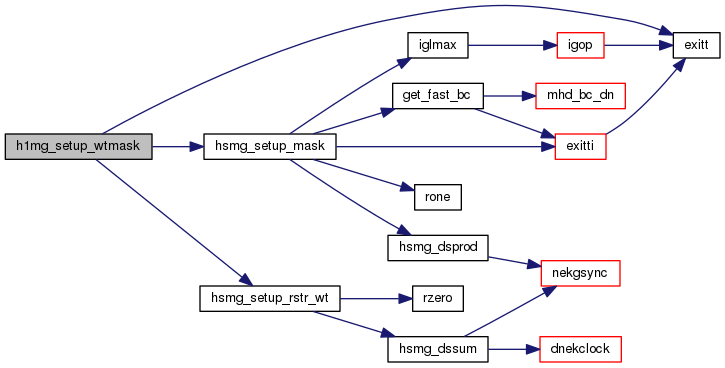 h1mg_setup_wtmask
hsmg_setup_mask
hsmg_setup_rstr_wt
iglmax
get_fast_bc
rone
hsmg_dsprod
rzero
hsmg_dssum
igop
mhd_bc_dn
exitti
nekgsync
dnekclock
exitt